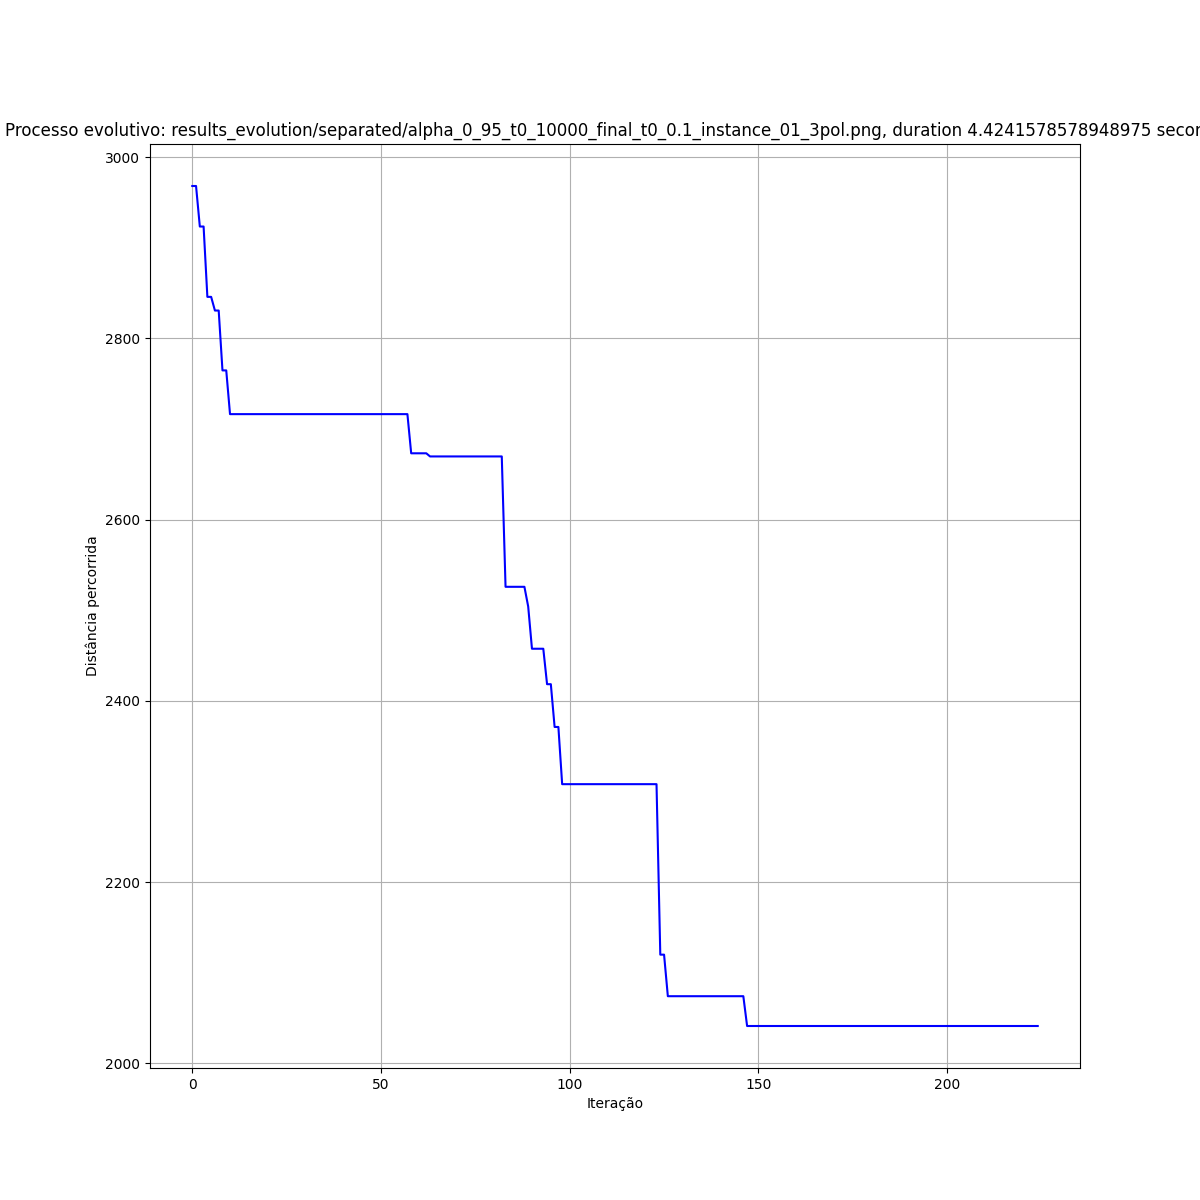 Processo evolutivo: results_evolution/separated/alpha_0_95_t0_10000_final_t0_0.1_instance_01_3pol.png, duration 4.4241578578948975 secor
3000
2800
2600
2400
2200
2000
Distância percorrida
0 50 100 150 200
Iteração